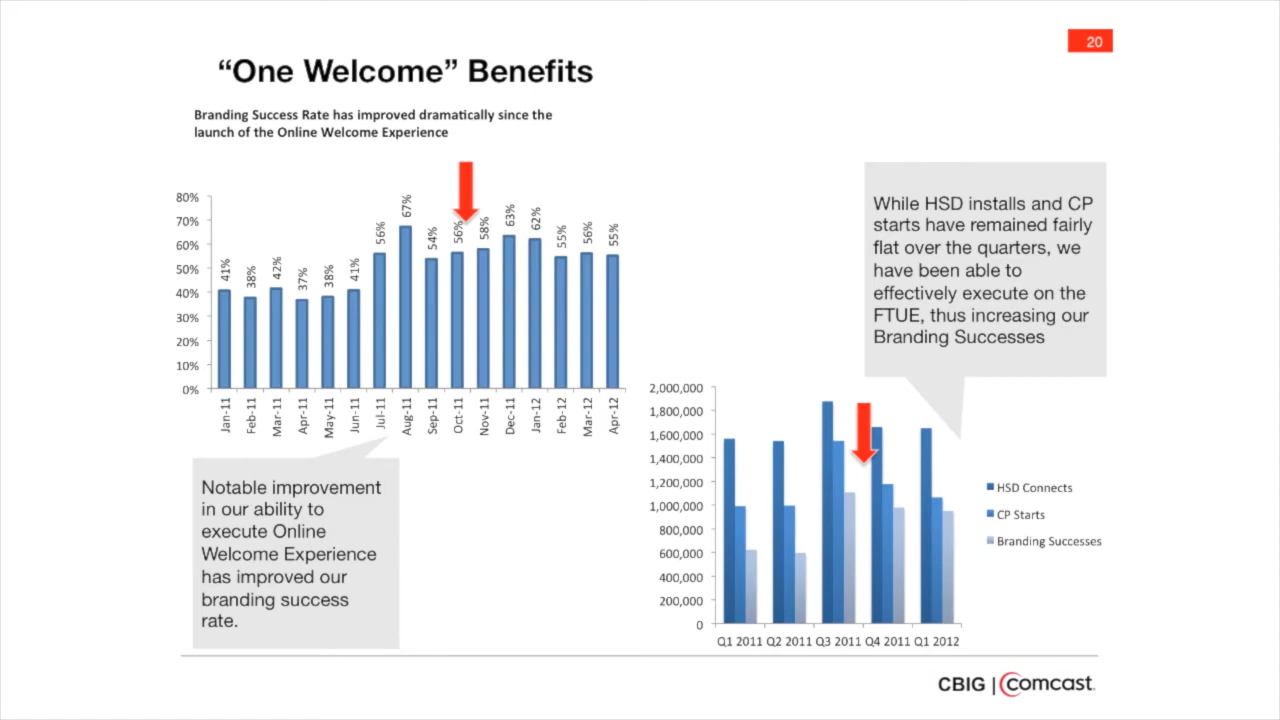 20
“One Welcome” Benefits
Branding Success Rate has improved dramatically since the
launch of the Online Welcome Experience
80%
70%
60%
50%
40%
30%
20%
10%
0%
41%
38%
42%
37%
38%
41%
56%
67%
54%
56%
58%
63%
62%
55%
56%
55%
Jan-11
Feb-11
Mar-11
Apr-11
May-11
Jun-11
Jul-11
Aug-11
Sep-11
Oct-11
Nov-11
Dec-11
Jan-12
Feb-12
Mar-12
Apr-12
Notable improvement
in our ability to
execute Online
Welcome Experience
has improved our
branding success
rate.
While HSD installs and CP
starts have remained fairly
flat over the quarters, we
have been able to
effectively execute on the
FTUE, thus increasing our
Branding Successes
2,000,000
1,800,000
1,600,000
1,400,000
1,200,000
1,000,000
800,000
600,000
400,000
200,000
0
Q1 2011 Q2 2011 Q3 2011 Q4 2011 Q1 2012
HSD Connects
CP Starts
Branding Successes
CBIG | Comcast.